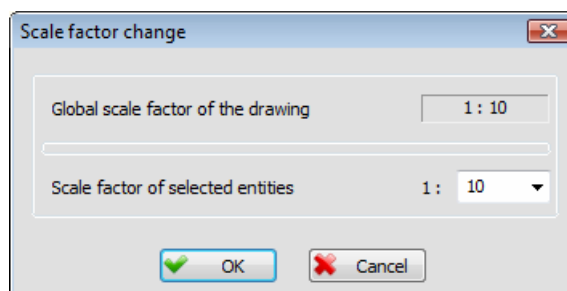 Scale factor change
Global scale factor of the drawing 1 : 10
Scale factor of selected entities 1 : 10
OK Cancel